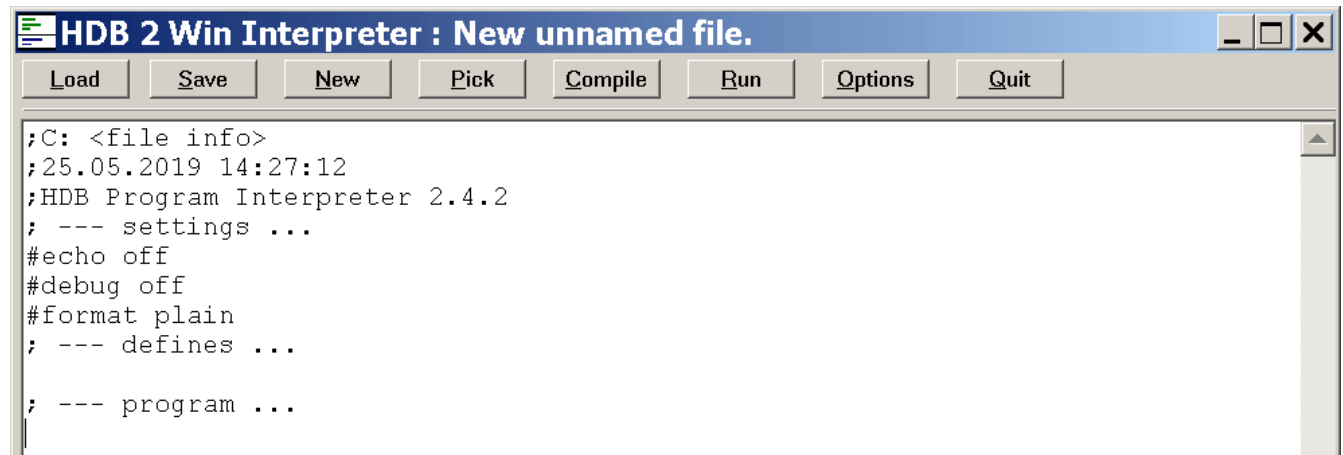 HDB 2 Win Interpreter : New unnamed file.
Load Save New Pick Compile Run Options Quit
;C: <file info>
;25.05.2019 14:27:12
;HDB Program Interpreter 2.4.2
; --- settings ...
#echo off
#debug off
#format plain
; --- defines ...
; --- program ...